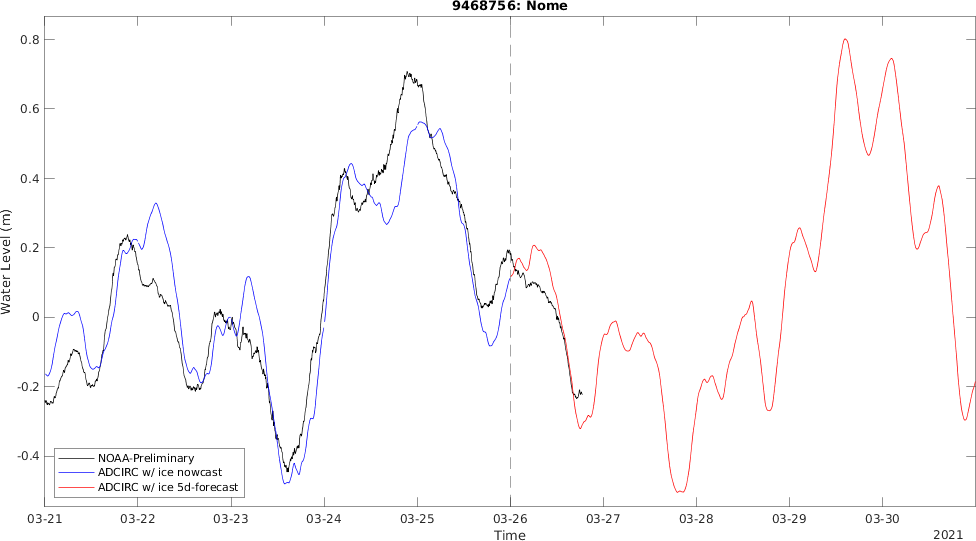 9468756: Nome
0.8
0.6
0.4
0.2
0
-0.2
-0.4
Water Level (m)
NOAA-Preliminary
ADCIRC w/ ice nowcast
ADCIRC w/ ice 5d-forecast
03-21 03-22 03-23 03-24 03-25 03-26 03-27 03-28 03-29 03-30
Time
2021